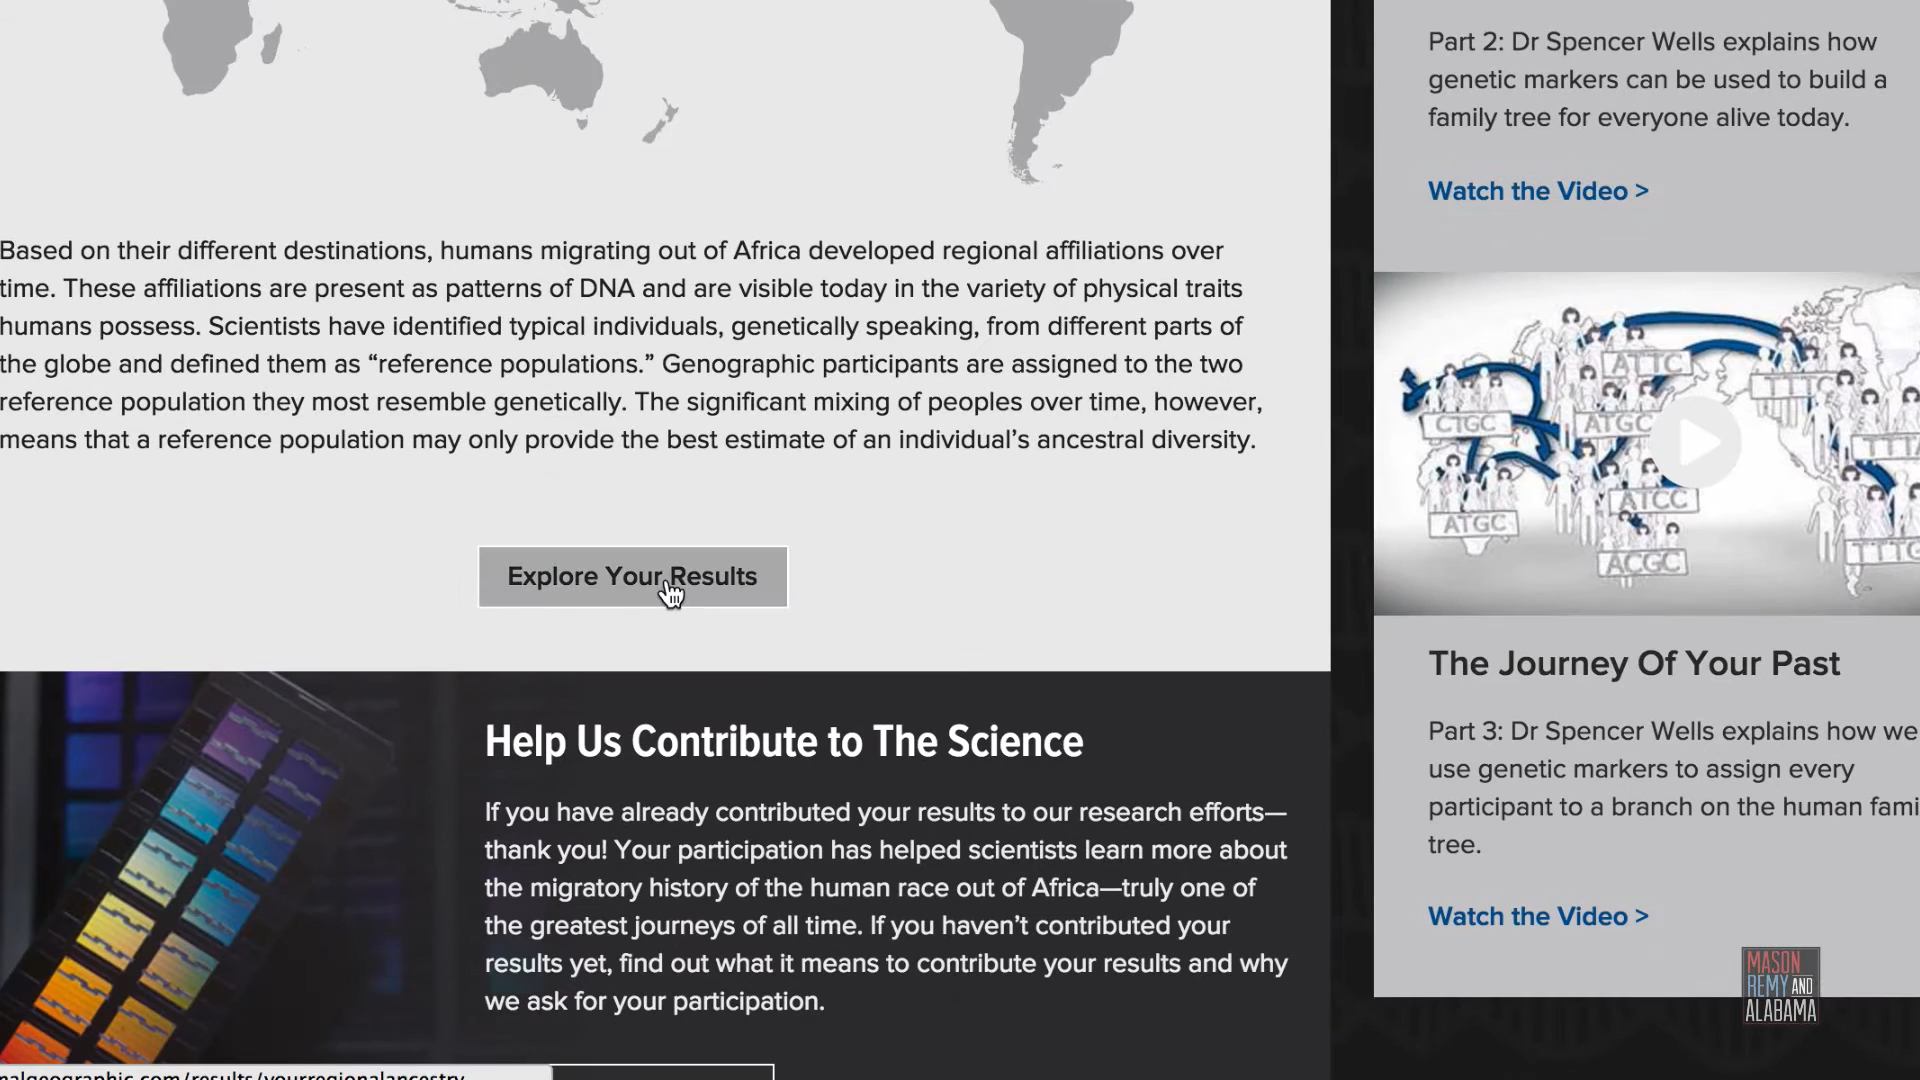 Based on their different destinations, humans migrating out of Africa developed regional affiliations over
time. These affiliations are present as patterns of DNA and are visible today in the variety of physical traits
humans possess. Scientists have identified typical individuals, genetically speaking, from different parts of
the globe and defined them as “reference populations.” Genographic participants are assigned to the two
reference population they most resemble genetically. The significant mixing of peoples over time, however,
means that a reference population may only provide the best estimate of an individual’s ancestral diversity.
Explore Your Results
Help Us Contribute to The Science
If you have already contributed your results to our research efforts—
thank you! Your participation has helped scientists learn more about
the migratory history of the human race out of Africa—truly one of
the greatest journeys of all time. If you haven’t contributed your
results yet, find out what it means to contribute your results and why
we ask for your participation.
Part 2: Dr Spencer Wells explains how
genetic markers can be used to build a
family tree for everyone alive today.
Watch the Video >
ATTC
TTTC
CTGC
ATGC
ATCC
ATGC
ACGC
The Journey Of Your Past
Part 3: Dr Spencer Wells explains how we
use genetic markers to assign every
participant to a branch on the human
tree.
Watch the Video >
MASON
REMY AND
ALABAMA